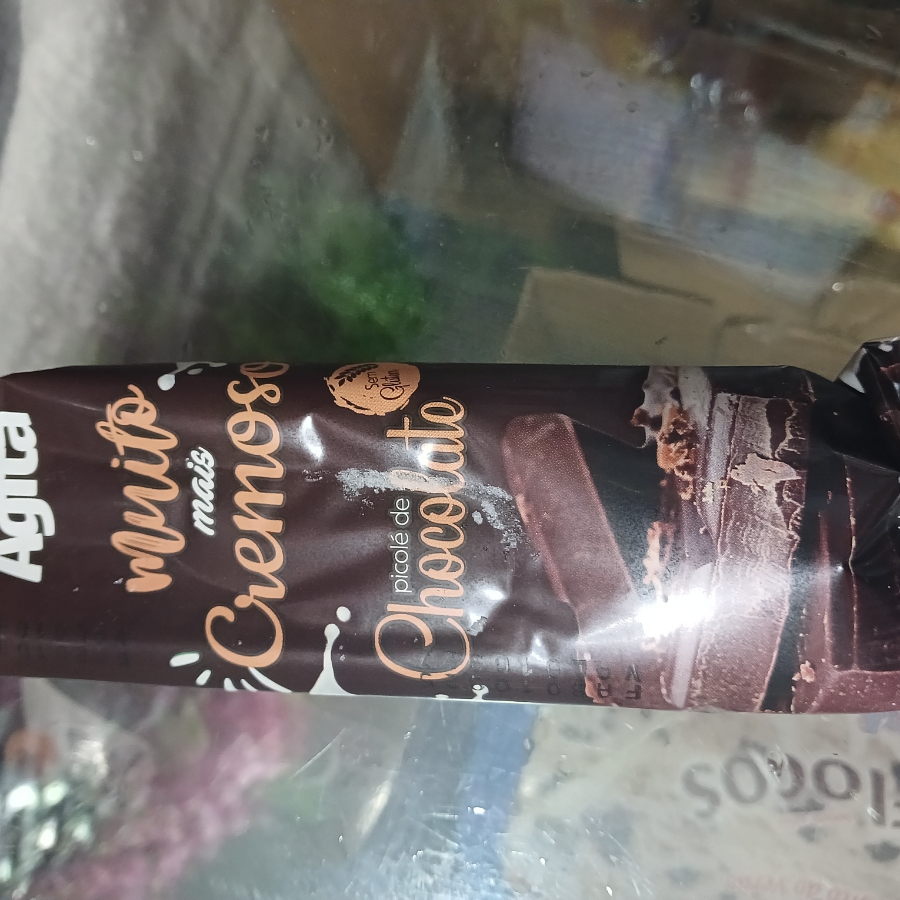 Agita
muito
mais
Cremoso
Sem
Glúten
picolé de
Chocolate
flocos